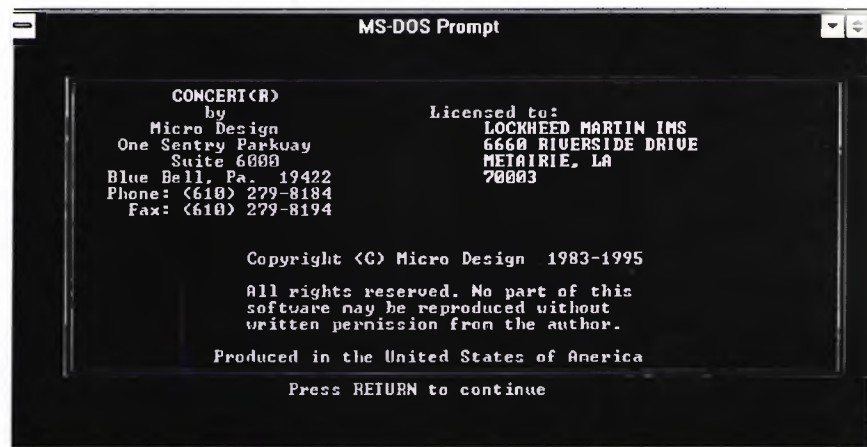 MS-DOS Prompt
CONCERT(R)
by
Micro Design
One Sentry Parkway
Suite 6000
Blue Bell, Pa. 19422
Phone: (610) 279-8184
Fax: (610) 279-8194
Licensed to:
LOCKHEED MARTIN IMS
6660 RIVERSIDE DRIVE
METAIRIE, LA
70003
Copyright (C) Micro Design 1983-1995
All rights reserved. No part of this
software may be reproduced without
written permission from the author.
Produced in the United States of America
Press RETURN to continue